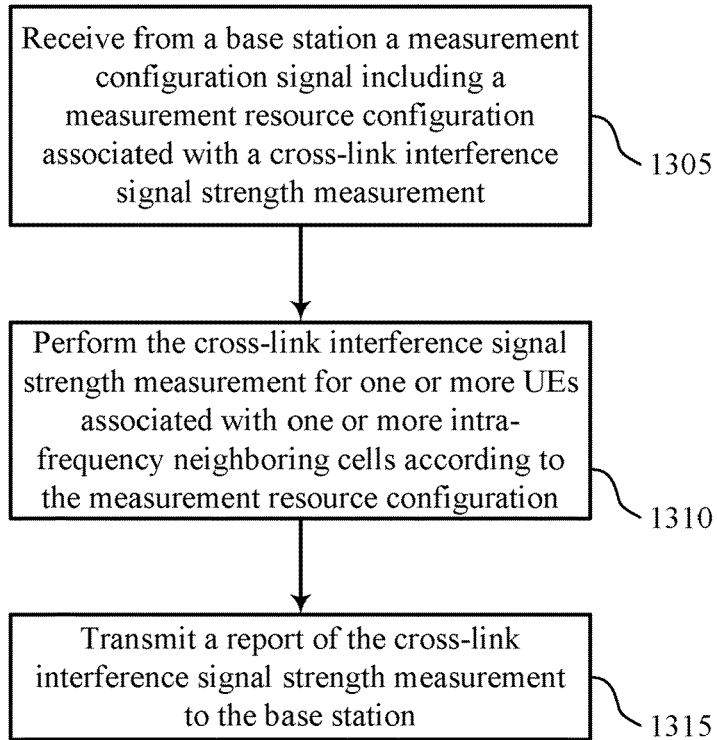 Receive from a base station a measurement
configuration signal including a
measurement resource configuration
associated with a cross-link interference
signal strength measurement
1305
Perform the cross-link interference signal
strength measurement for one or more UEs
associated with one or more intra-
frequency neighboring cells according to
the measurement resource configuration
1310
Transmit a report of the cross-link
interference signal strength measurement
to the base station
1315